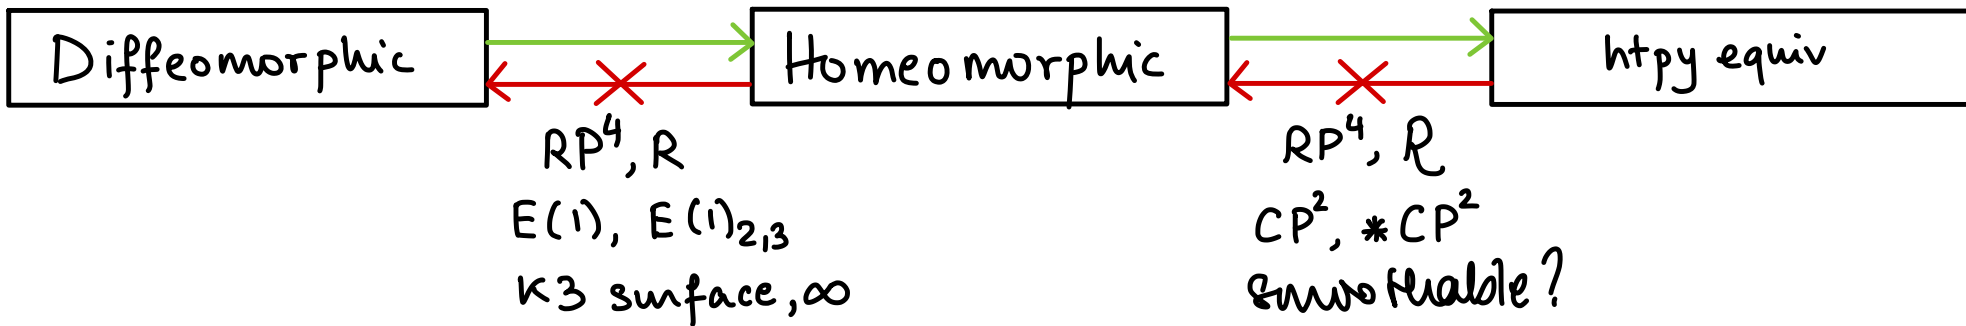 Diffeomorphic
Homeomorphic
htpy equiv
RP⁴, R
E(1), E(1)₂,₃
K3 surface, ∞
RP⁴, R
CP², *CP²
smoothable?